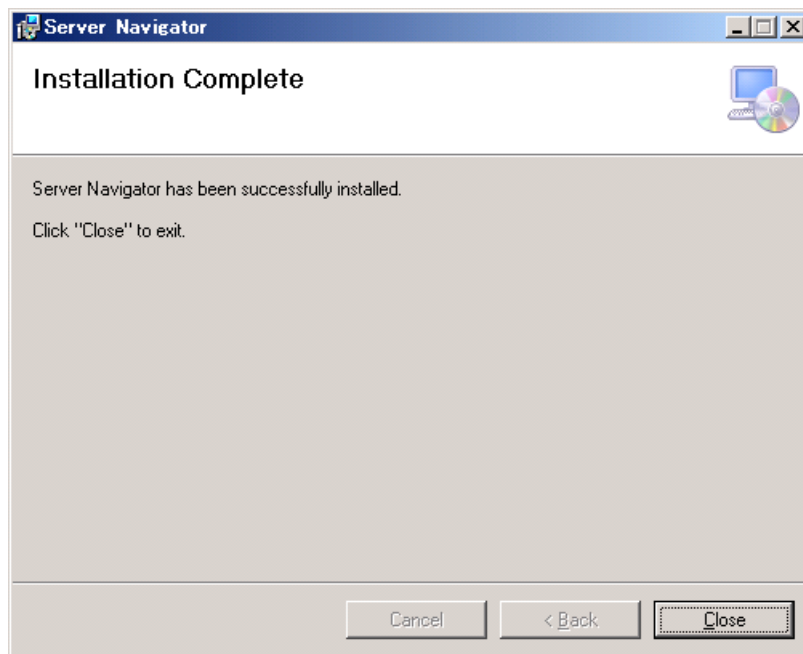 Server Navigator
Installation Complete
Server Navigator has been successfully installed.
Click "Close" to exit.
Cancel
< Back
Close